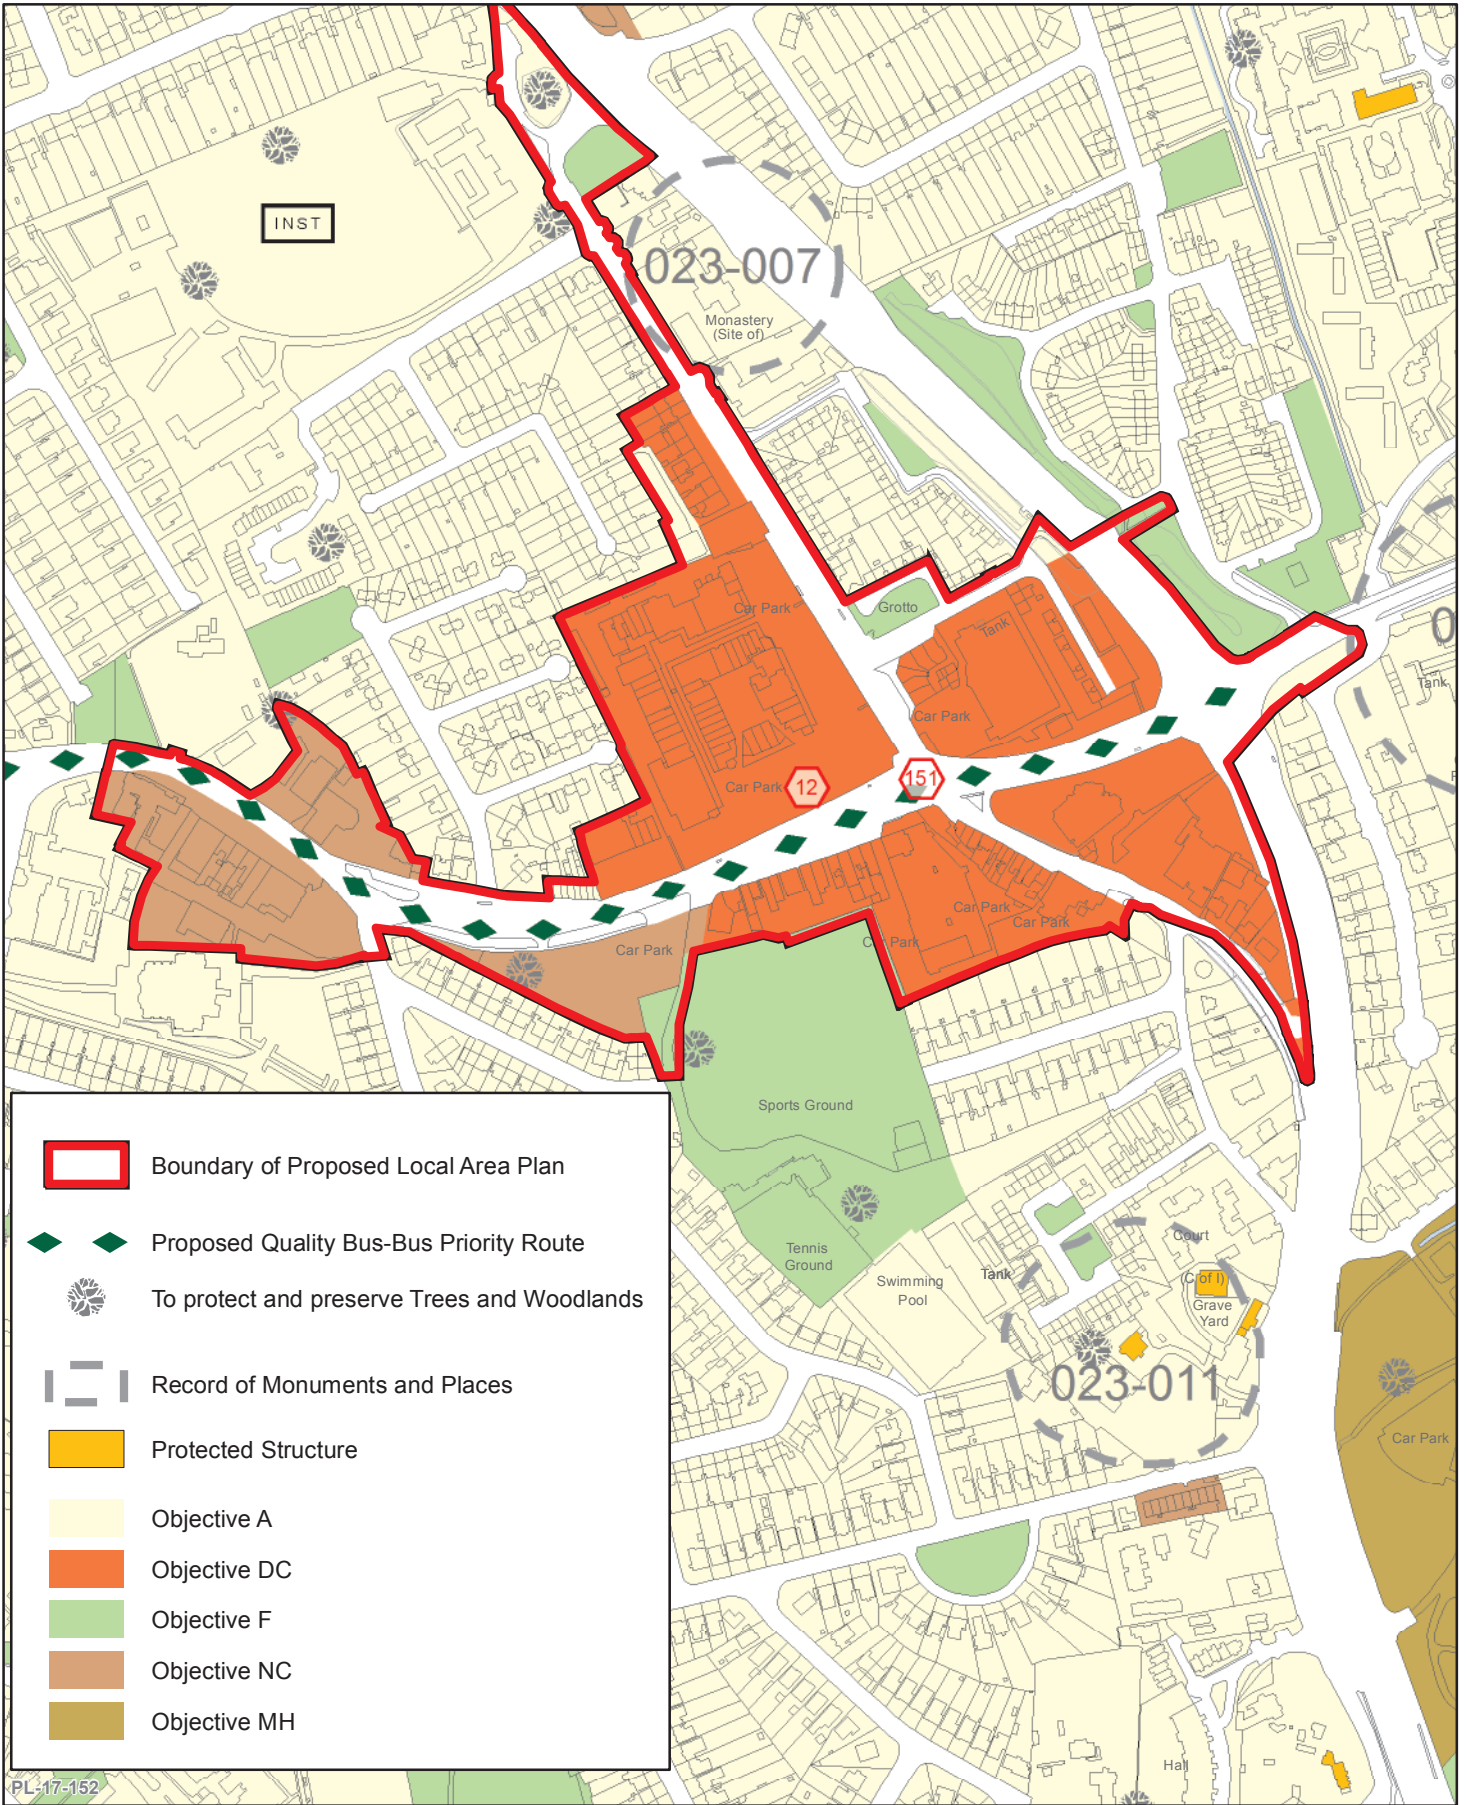 INST
023-007
Monastery
(Site of)
Car Park
Grotto
Tank
Car Park
Tank
Car Park
12
151
Car Park
Car Park
Car Park
Car Park
Sports Ground
Tennis
Ground
Swimming
Pool
Tank
Court
(C of I)
Grave
Yard
023-011
Car Park
Hall
Boundary of Proposed Local Area Plan
Proposed Quality Bus-Bus Priority Route
To protect and preserve Trees and Woodlands
Record of Monuments and Places
Protected Structure
Objective A
Objective DC
Objective F
Objective NC
Objective MH
PL-17-152